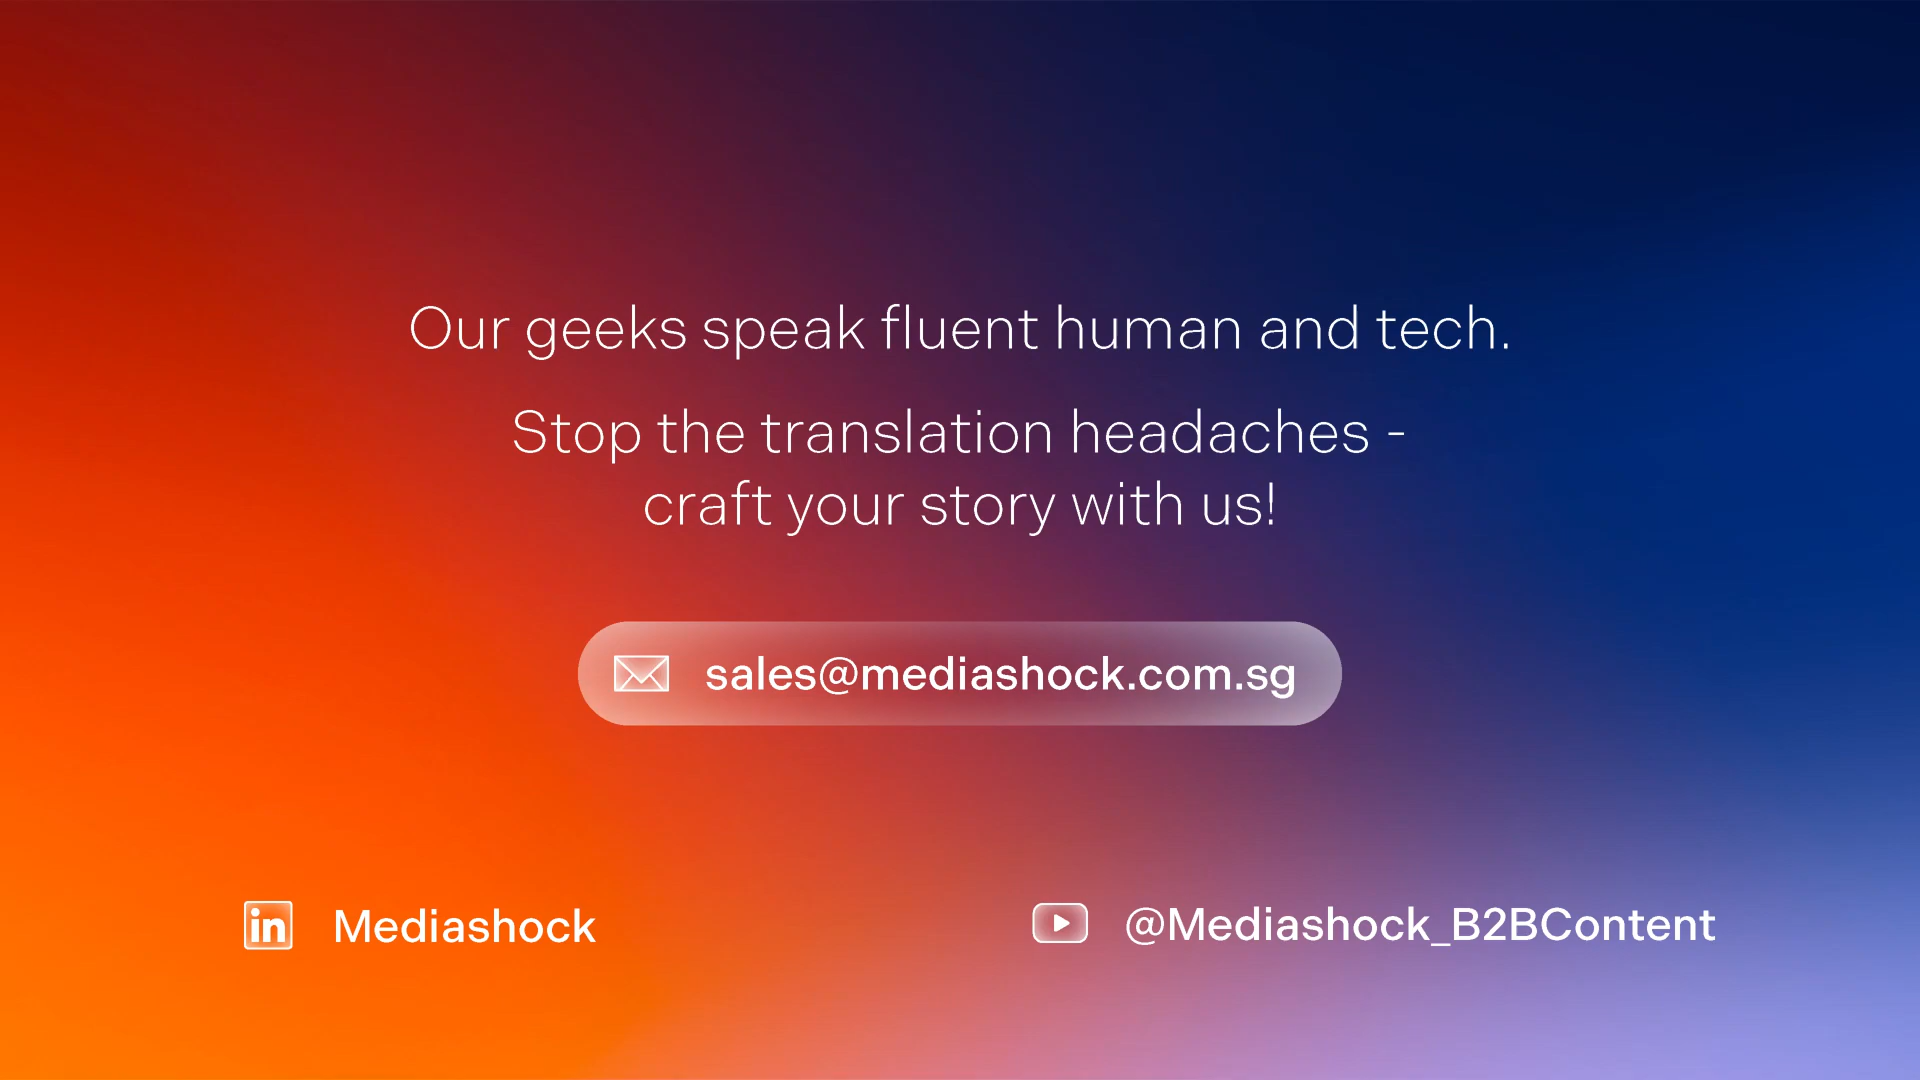 Our geeks speak fluent human and tech.
Stop the translation headaches -
craft your story with us!
sales@mediashock.com.sg
in Mediashock
@Mediashock_B2BContent